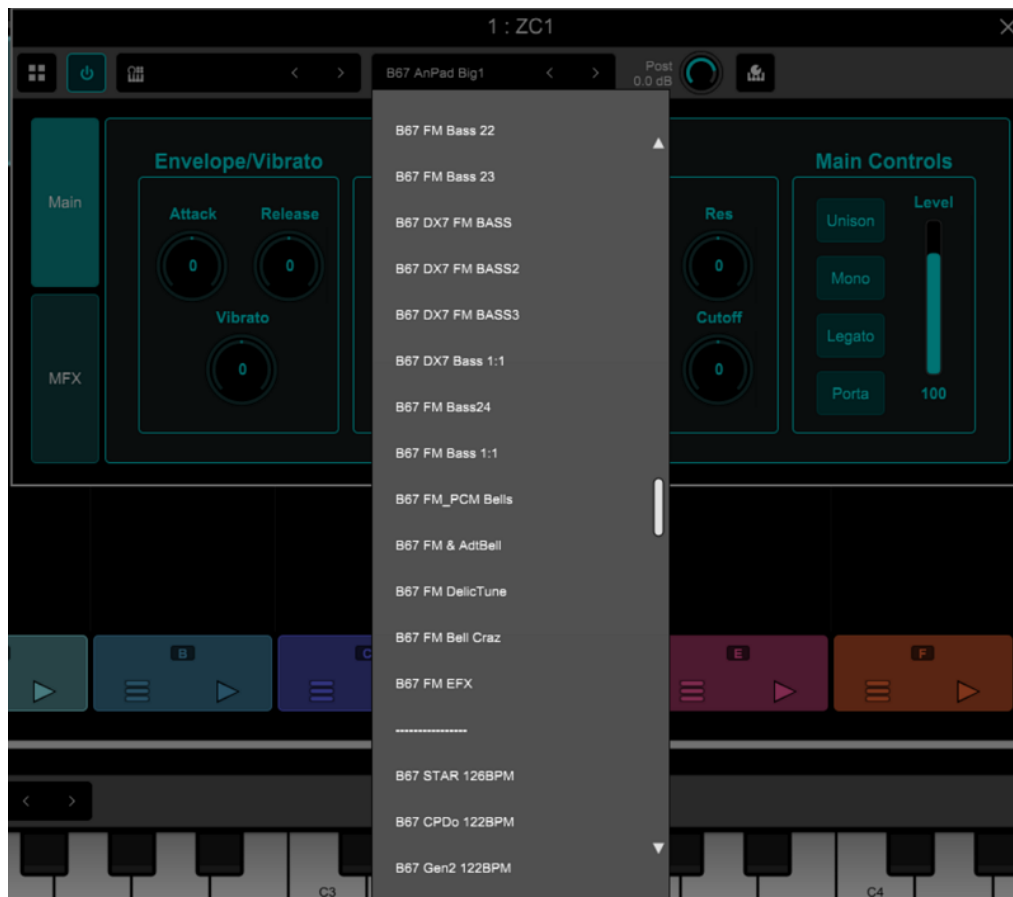 1 : ZC1
B67 AnPad Big1
Post
0.0 dB
Main
MFX
Envelope/Vibrato
Attack
Release
0
0
Vibrato
0
B67 FM Bass 22
B67 FM Bass 23
B67 DX7 FM BASS
B67 DX7 FM BASS2
B67 DX7 FM BASS3
B67 DX7 Bass 1:1
B67 FM Bass24
B67 FM Bass 1:1
B67 FM_PCM Bells
B67 FM & AdtBell
B67 FM DelicTune
B67 FM Bell Craz
B67 FM EFX
----------------
B67 STAR 126BPM
B67 CPDo 122BPM
B67 Gen2 122BPM
Res
0
Cutoff
0
Main Controls
Unison
Mono
Legato
Porta
Level
100
B
C
E
F
C3
C4